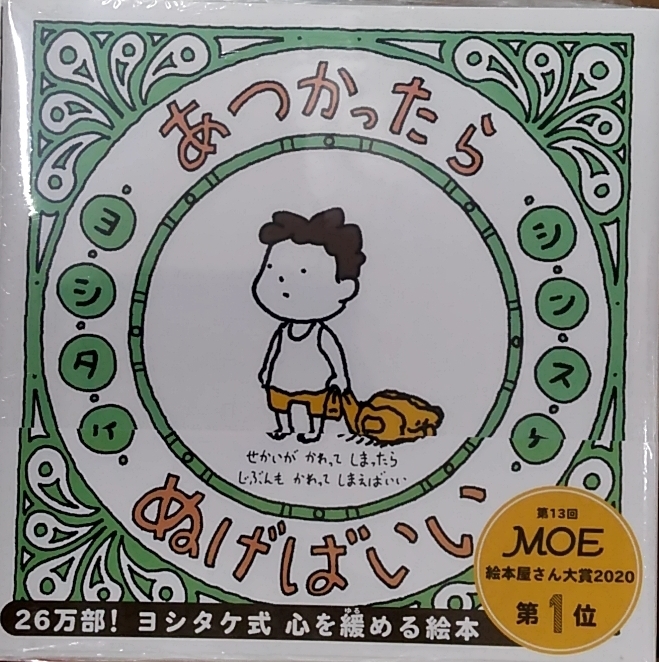 あつかったら
ヨシタケ
シンスケ
せかいが かわって しまったら
じぶんも かわって しまえばいい
ぬげばいい
第13回
MOE
絵本屋さん大賞2020
第1位
26万部! ヨシタケ式 心を緩める絵本
ゆる